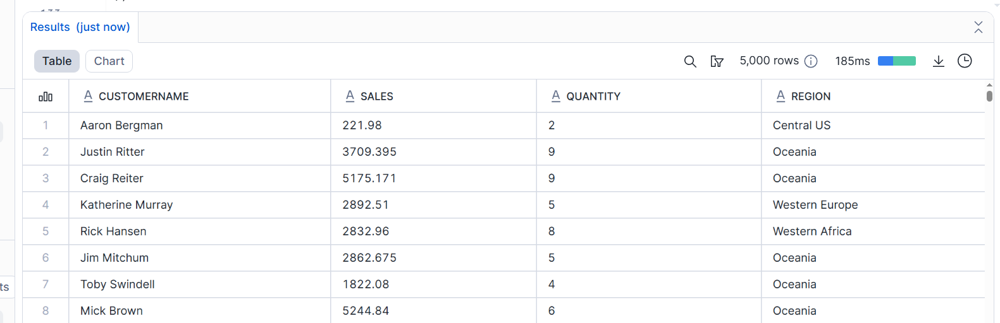 Results (just now)
Table Chart 5,000 rows 185ms
A CUSTOMERNAME A SALES A QUANTITY A REGION
1 Aaron Bergman 221.98 2 Central US
2 Justin Ritter 3709.395 9 Oceania
3 Craig Reiter 5175.171 9 Oceania
4 Katherine Murray 2892.51 5 Western Europe
5 Rick Hansen 2832.96 8 Western Africa
6 Jim Mitchum 2862.675 5 Oceania
ts
7 Toby Swindell 1822.08 4 Oceania
8 Mick Brown 5244.84 6 Oceania